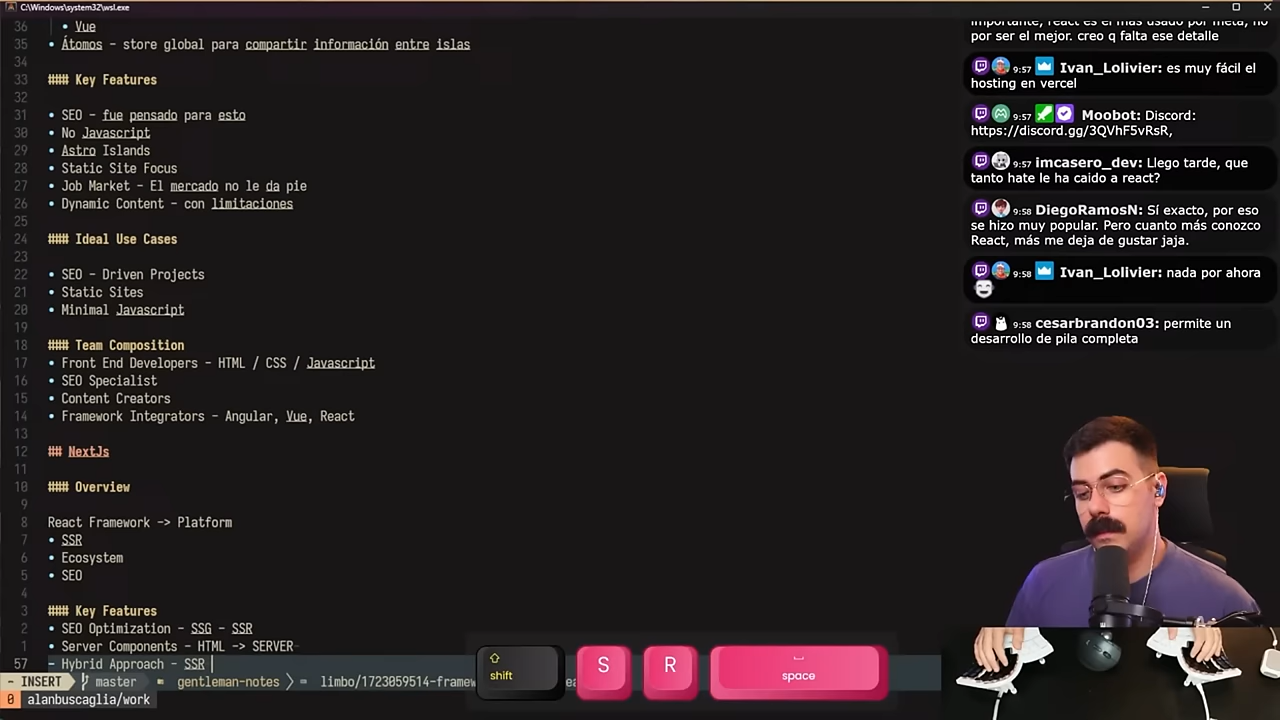 C:\Windows\system32\wsl.exe
36 • Vue
35 • Átomos - store global para compartir información entre islas
34
33 #### Key Features
32
31 • SEO - fue pensado para esto
30 • No Javascript
29 • Astro Islands
28 • Static Site Focus
27 • Job Market - El mercado no le da pie
26 • Dynamic Content - con limitaciones
25
24 #### Ideal Use Cases
23
22 • SEO - Driven Projects
21 • Static Sites
20 • Minimal Javascript
19
18 #### Team Composition
17 • Front End Developers - HTML / CSS / Javascript
16 • SEO Specialist
15 • Content Creators
14 • Framework Integrators - Angular, Vue, React
13
12 ## NextJs
11
10 #### Overview
9
8 React Framework -> Platform
7 • SSR
6 • Ecosystem
5 • SEO
4
3 #### Key Features
2 • SEO Optimization - SSG - SSR
1 • Server Components - HTML -> SERVER
57 - Hybrid Approach - SSR
- INSERT master gentleman-notes limbo/1723059514-framew
0 alanbuscaglia/work
importante, react es el mas usado por meta, no
por ser el mejor. creo q falta ese detalle
9:57 Ivan_Lolivier: es muy fácil el
hosting en vercel
9:57 Moobot: Discord:
https://discord.gg/3QVhF5vRsR,
9:57 imcasero_dev: Llego tarde, que
tanto hate le ha caido a react?
9:58 DiegoRamosN: Sí exacto, por eso
se hizo muy popular. Pero cuanto más conozco
React, más me deja de gustar jaja.
9:58 Ivan_Lolivier: nada por ahora
9:58 cesarbrandon03: permite un
desarrollo de pila completa
shift
S
R
space